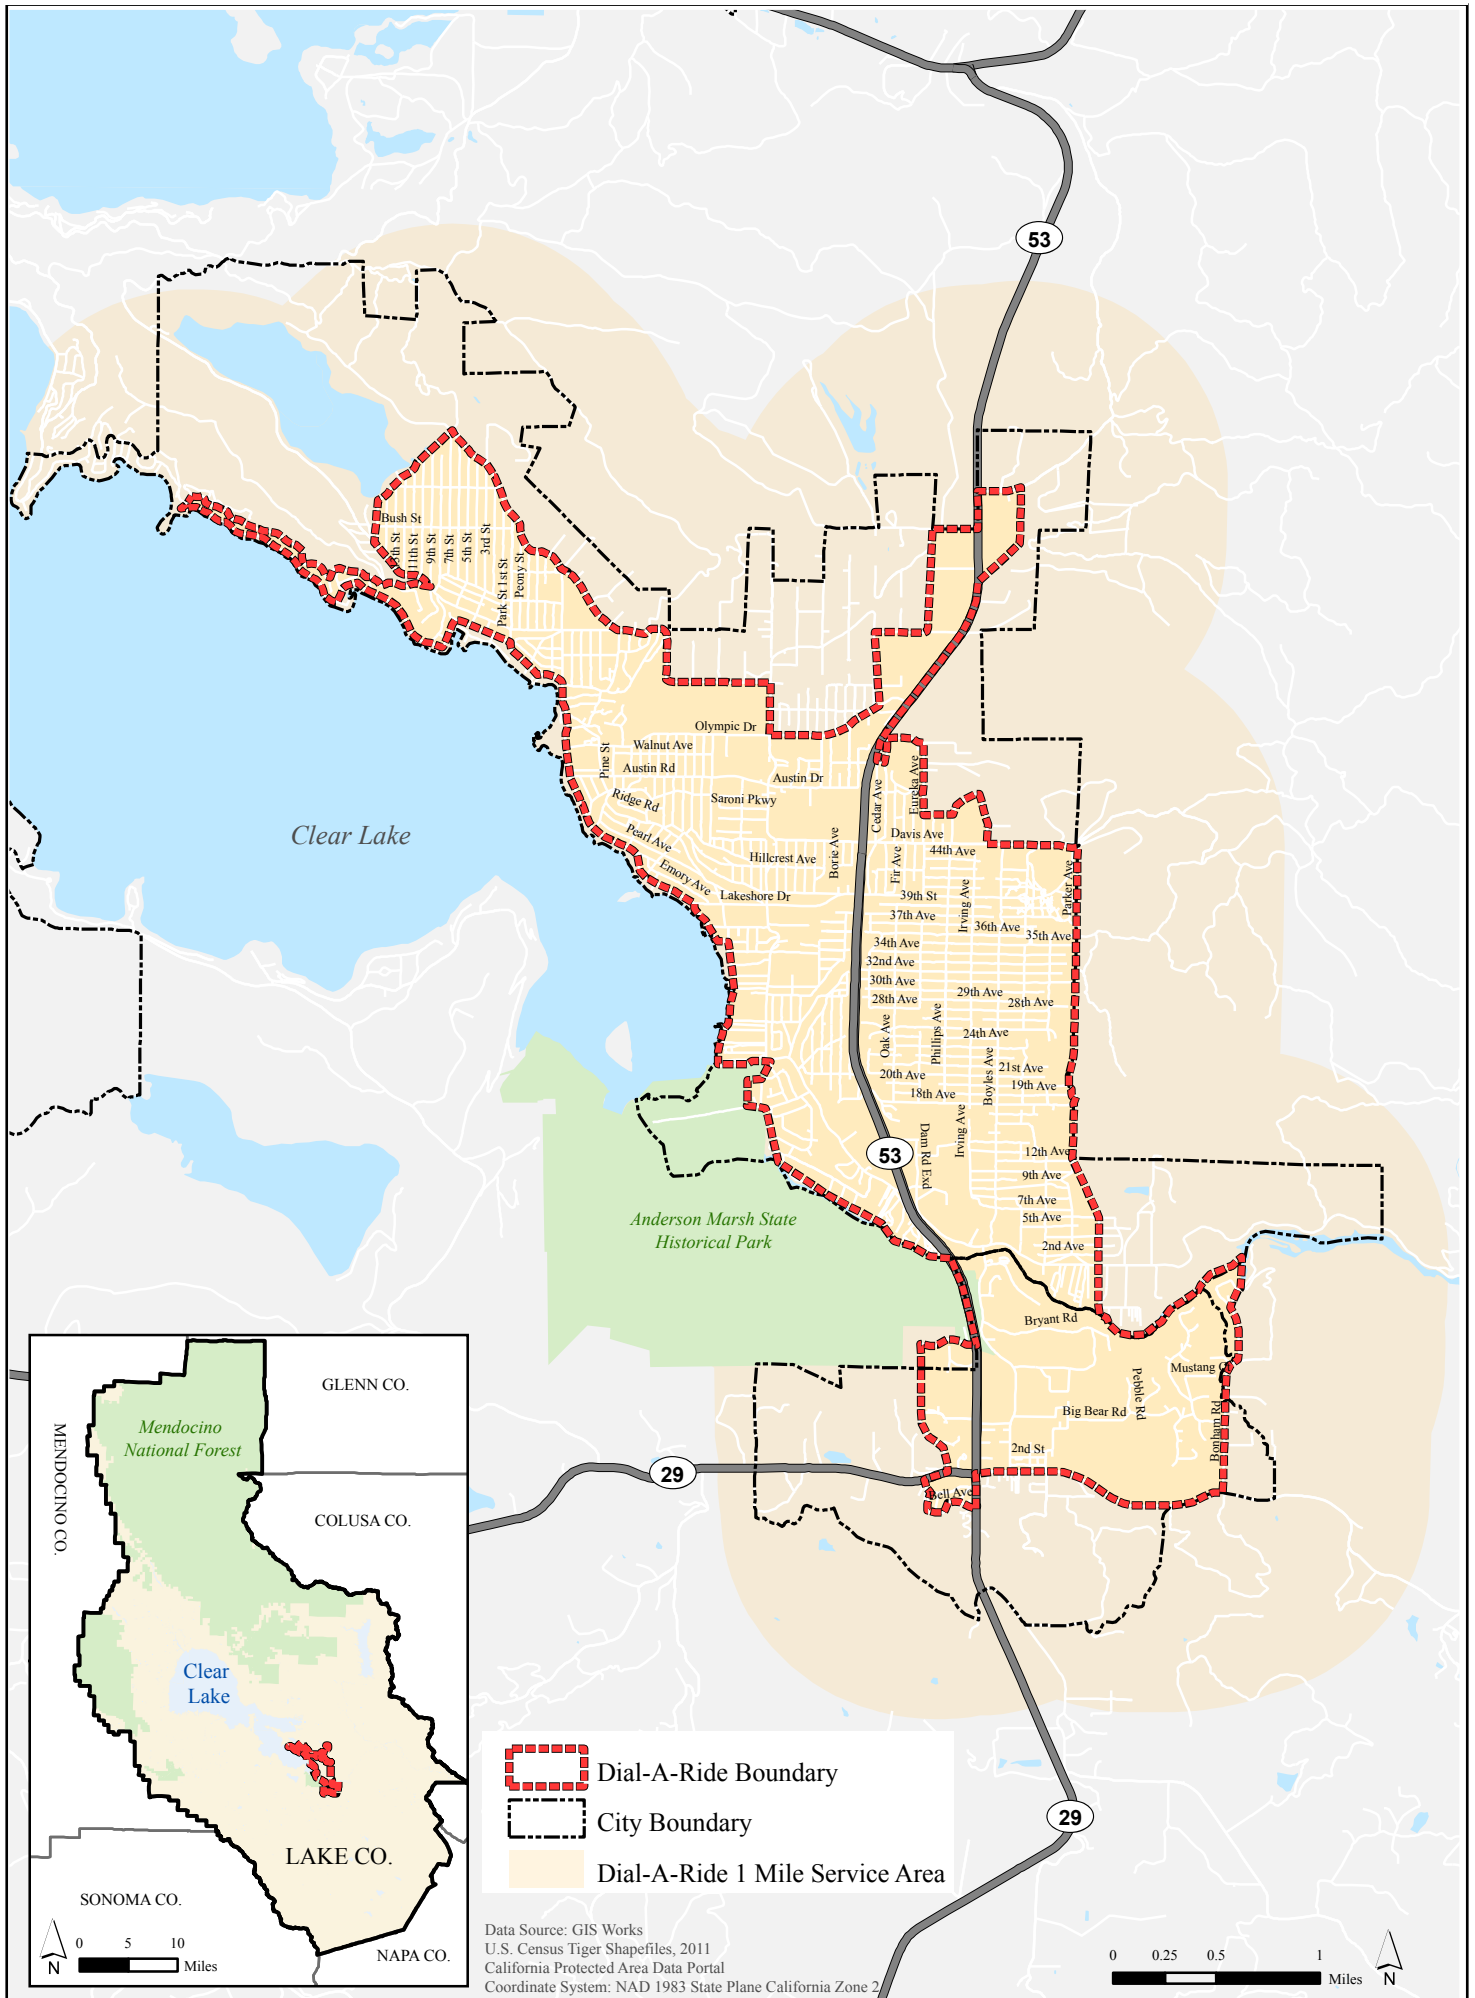 53
Bush St
13th St
11th St
9th St
7th St
5th St
3rd St
Park St
1st St
Peony St
Olympic Dr
Walnut Ave
Pine St
Austin Rd
Austin Dr
Ridge Rd
Saroni Pkwy
Cedar Ave
Eureka Ave
Clear Lake
Pearl Ave
Davis Ave
44th Ave
Hillcrest Ave
Borie Ave
Fir Ave
Emory Ave
Lakeshore Dr
39th St
Irving Ave
Parker Ave
37th Ave
36th Ave
35th Ave
34th Ave
32nd Ave
30th Ave
29th Ave
28th Ave
28th Ave
Oak Ave
Phillips Ave
24th Ave
Boyles Ave
21st Ave
20th Ave
19th Ave
18th Ave
Irving Ave
Dam Rd Exd
53
12th Ave
9th Ave
7th Ave
5th Ave
2nd Ave
Anderson Marsh State
Historical Park
Bryant Rd
Mustang
Pebble Rd
Big Bear Rd
Bonham Rd
2nd St
29
Bell Ave
29
GLENN CO.
MENDOCINO CO.
Mendocino
National Forest
COLUSA CO.
Clear
Lake
LAKE CO.
SONOMA CO.
NAPA CO.
N
0 5 10
Miles
Dial-A-Ride Boundary
City Boundary
Dial-A-Ride 1 Mile Service Area
Data Source: GIS Works
U.S. Census Tiger Shapefiles, 2011
California Protected Area Data Portal
Coordinate System: NAD 1983 State Plane California Zone 2
0 0.25 0.5 1
Miles
N